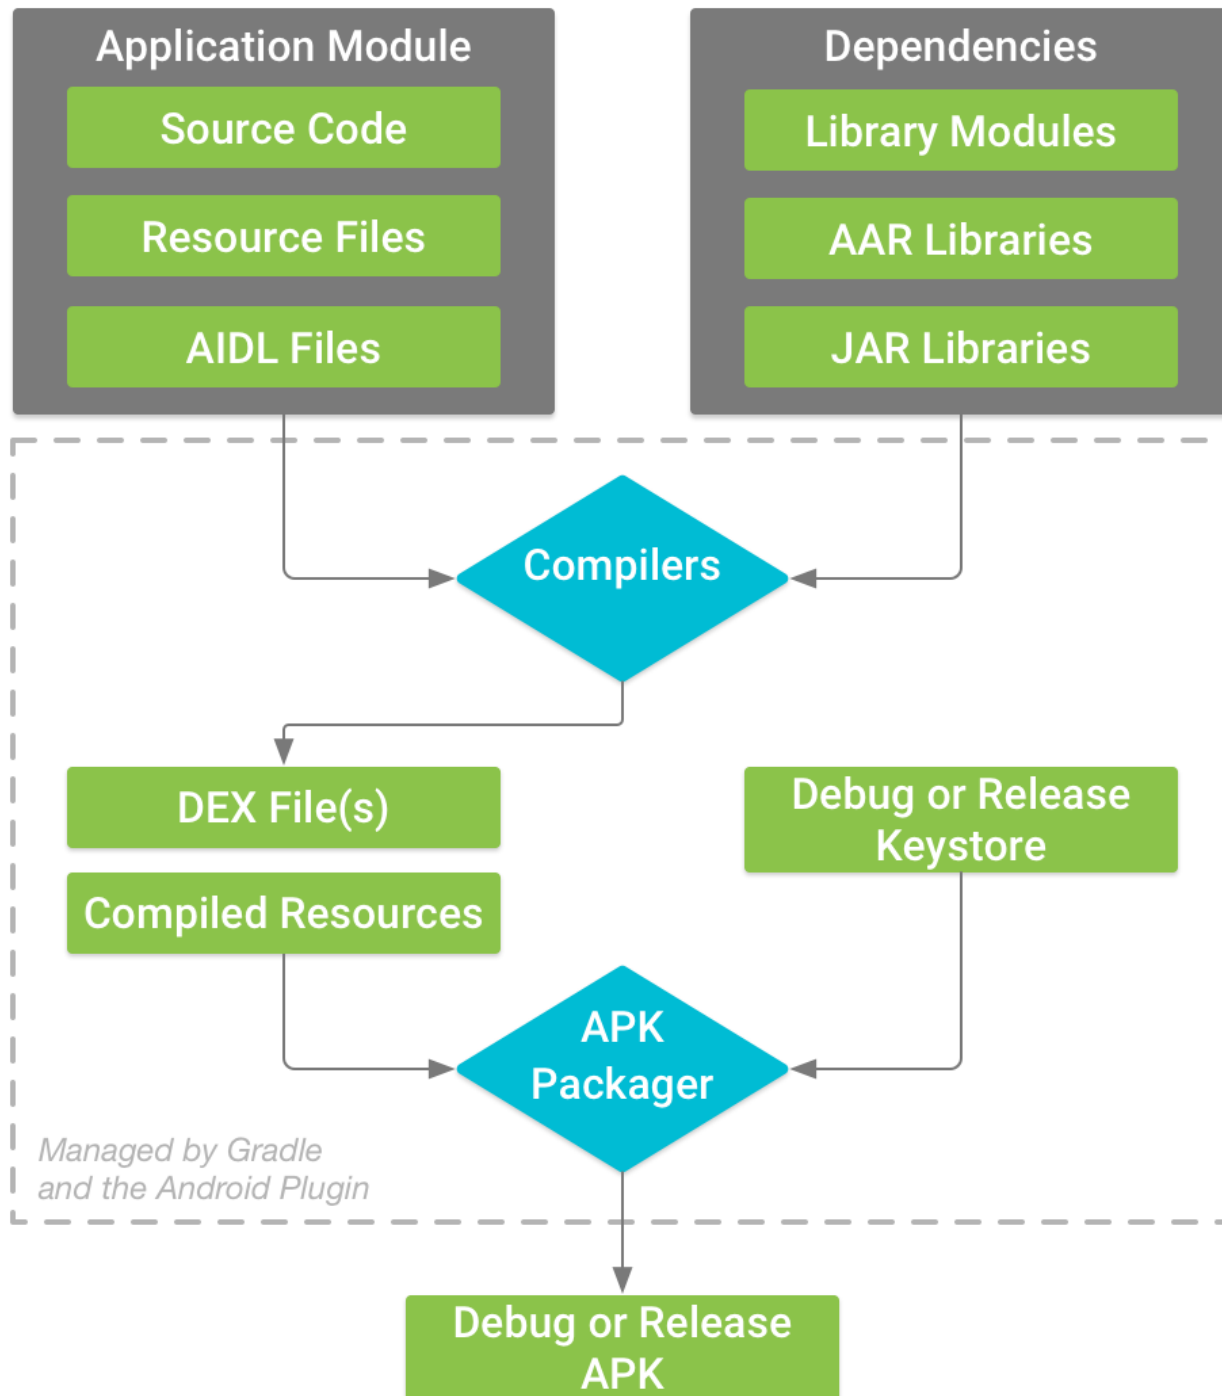 Application Module
Source Code
Resource Files
AIDL Files
Dependencies
Library Modules
AAR Libraries
JAR Libraries
Compilers
DEX File(s)
Compiled Resources
Debug or Release
Keystore
APK
Packager
Managed by Gradle
and the Android Plugin
Debug or Release
APK